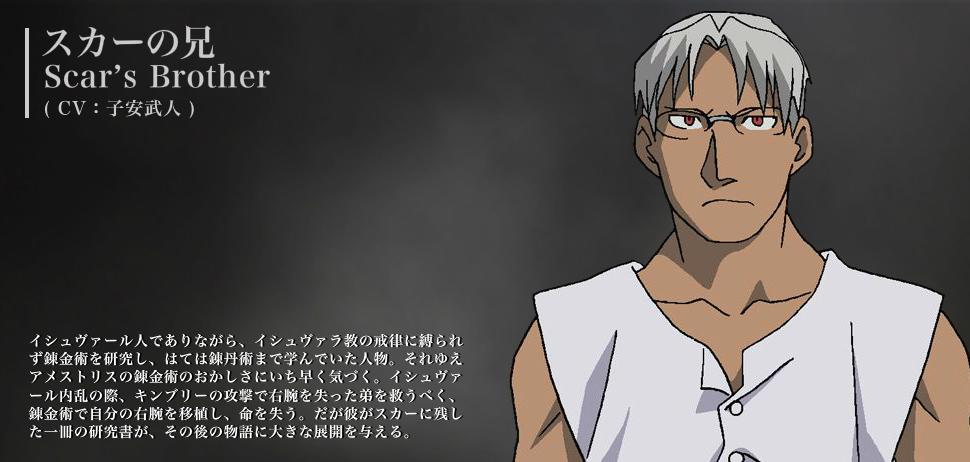 スカーの兄
Scar’s Brother
( CV：子安武人 )
イシュヴァール人でありながら、イシュヴァラ教の戒律に縛られ
ず錬金術を研究し、はては錬丹術まで学んでいた人物。それゆえ
アメストリスの錬金術のおかしさにいち早く気づく。イシュヴァ
ール内乱の際、キンブリーの攻撃で右腕を失った弟を救うべく、
錬金術で自分の右腕を移植し、命を失う。だが彼がスカーに残し
た一冊の研究書が、その後の物語に大きな展開を与える。